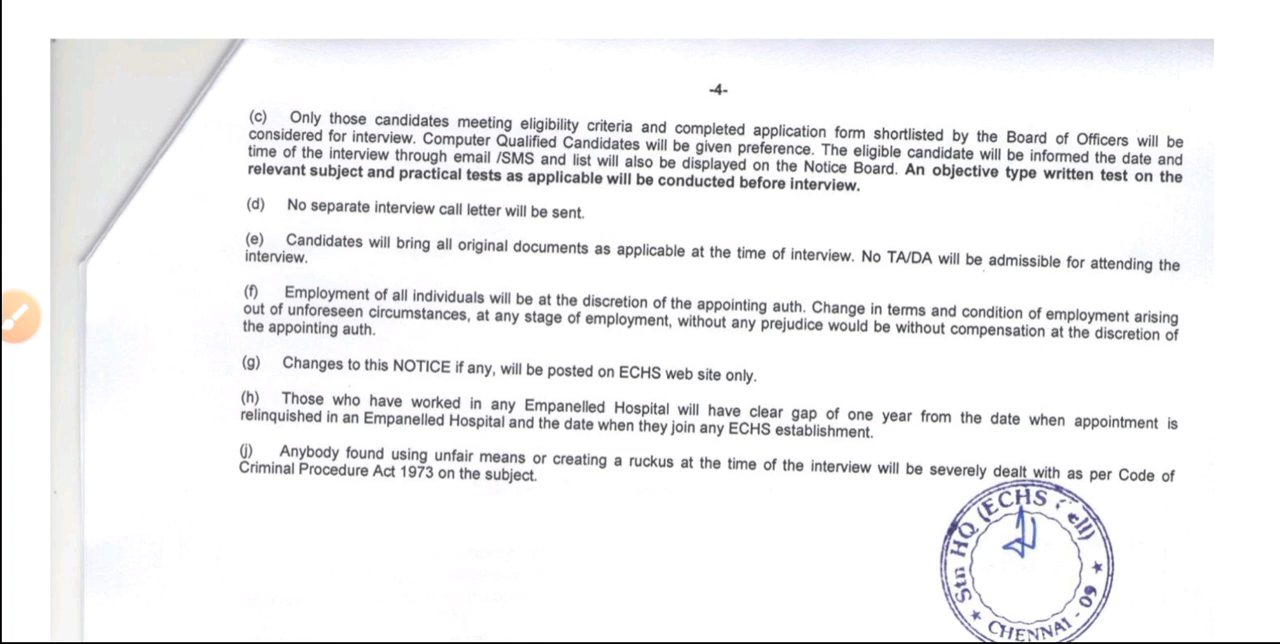 -4-
(c) Only those candidates meeting eligibility criteria and completed application form shortlisted by the Board of Officers will be
considered for interview. Computer Qualified Candidates will be given preference. The eligible candidate will be informed the date and
time of the interview through email /SMS and list will also be displayed on the Notice Board. An objective type written test on the
relevant subject and practical tests as applicable will be conducted before interview.
(d) No separate interview call letter will be sent.
(e) Candidates will bring all original documents as applicable at the time of interview. No TA/DA will be admissible for attending the
interview.
(f) Employment of all individuals will be at the discretion of the appointing auth. Change in terms and condition of employment arising
out of unforeseen circumstances, at any stage of employment, without any prejudice would be without compensation at the discretion of
the appointing auth.
(g) Changes to this NOTICE if any, will be posted on ECHS web site only.
(h) Those who have worked in any Empanelled Hospital will have clear gap of one year from the date when appointment is
relinquished in an Empanelled Hospital and the date when they join any ECHS establishment.
(j) Anybody found using unfair means or creating a ruckus at the time of the interview will be severely dealt with as per Code of
Criminal Procedure Act 1973 on the subject.
Stn HQ (ECHS Cell)
CHENNAI - 09